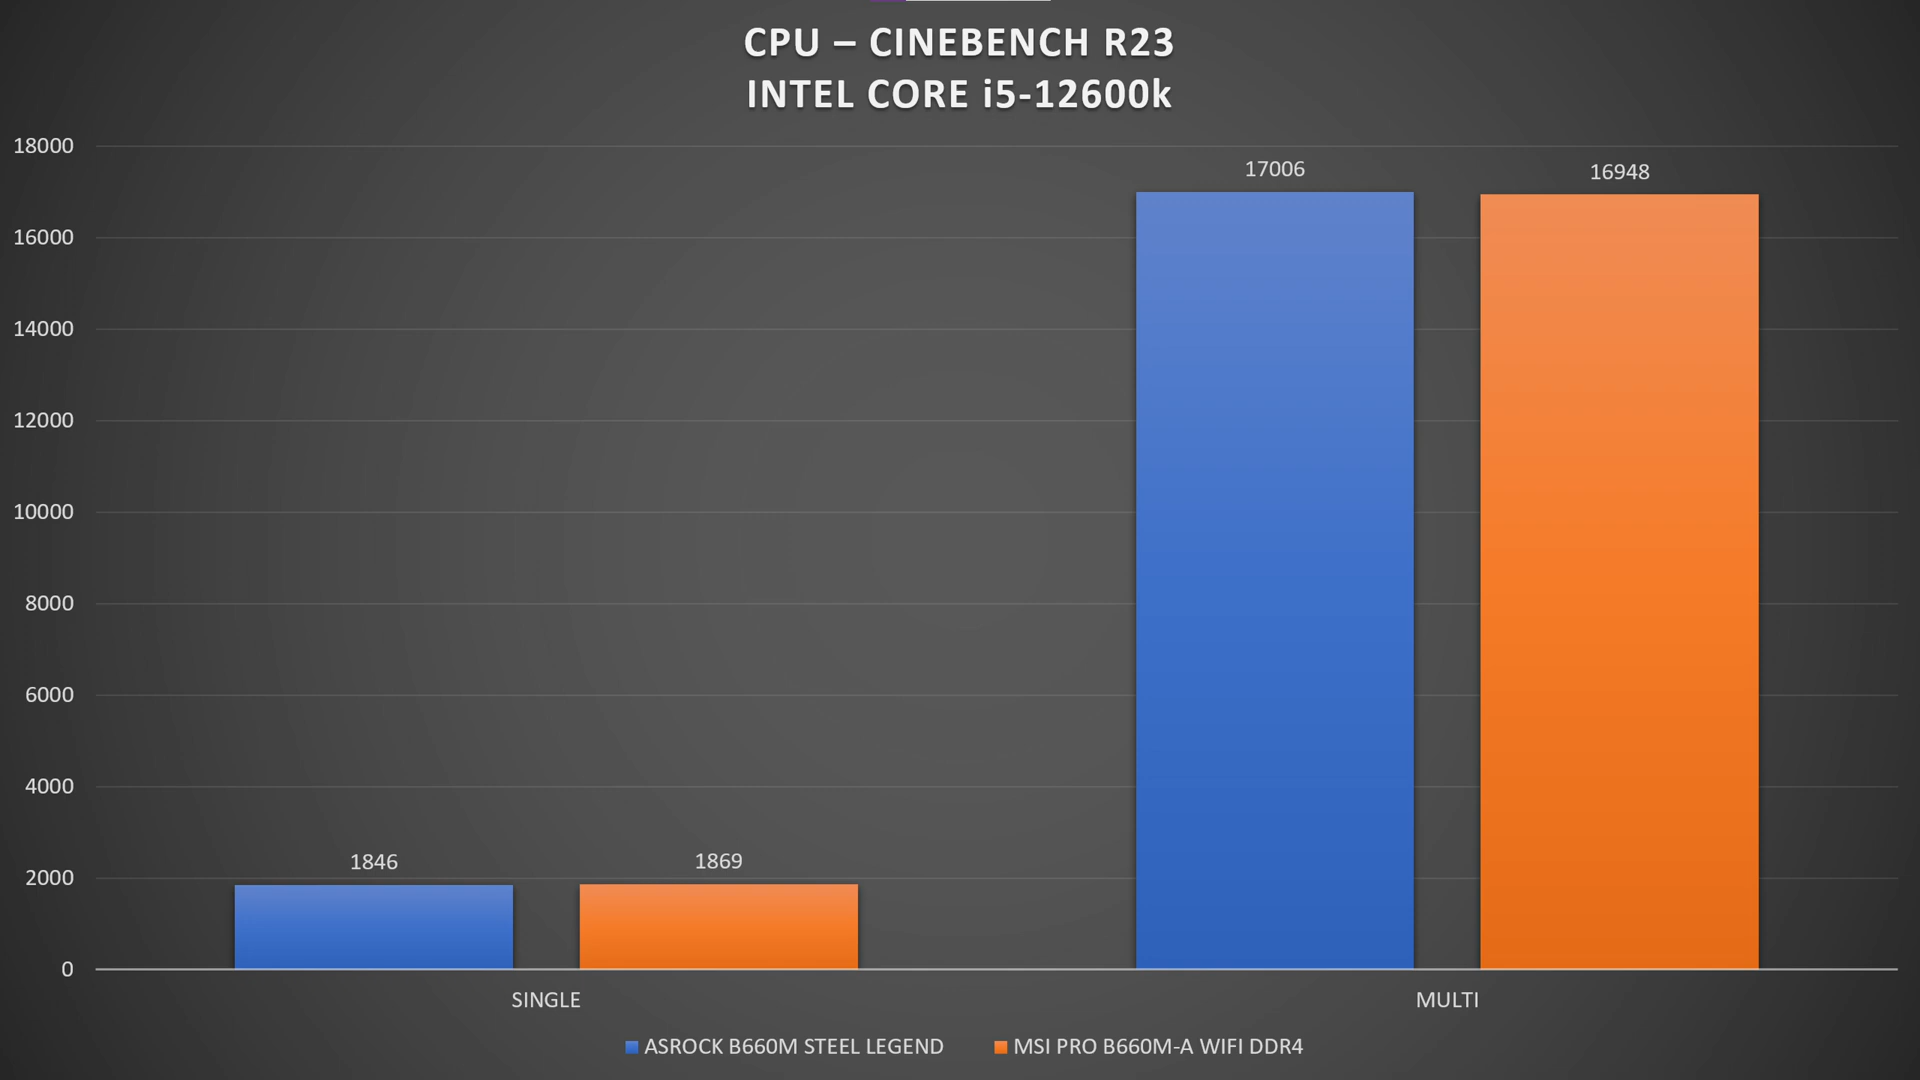 CPU – CINEBENCH R23
INTEL CORE i5-12600k
18000
16000
14000
12000
10000
8000
6000
4000
2000
0
17006
16948
1846
1869
SINGLE
MULTI
ASROCK B660M STEEL LEGEND
MSI PRO B660M-A WIFI DDR4